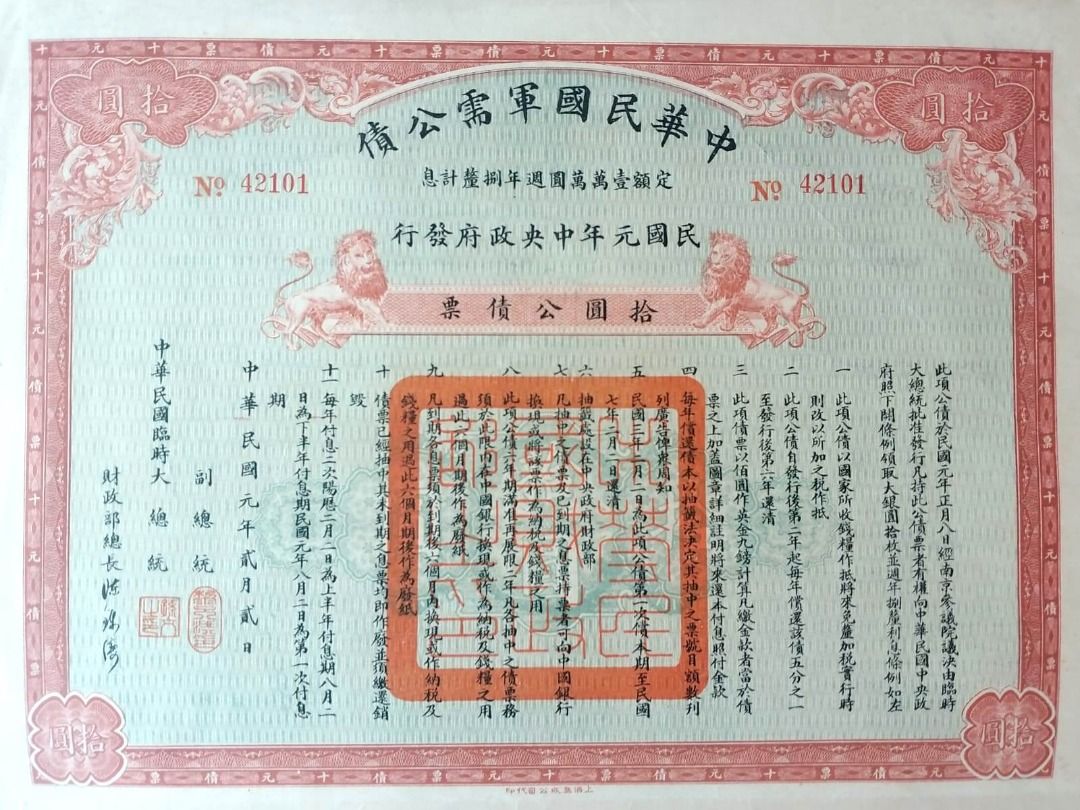 拾圓
拾圓
中華民國軍需公債
No 42101
No 42101
定額壹萬萬圓週年捌釐計息
民國元年中央政府發行
拾圓公債票
此項公債於民國元年正月八日經南京參議院議決由臨時
大總統批准發行凡持此公債票者有權向中華民國中央政
府照下開條例領取大銀圓拾枚並週年捌釐利息條例如左
一 此項公債以國家所收錢糧作抵將來免釐加稅實行時
則改以所加之稅作抵
二 此項公債自發行後第二年起每年償還該債五分之一
至發行後第六年還清
三 此項債票以佰圓作英金九鎊計算凡繳金款者當於債
票之上加蓋圖章詳細註明將來還本付息照付金款
四 每年償還債本以抽籤法決定其抽中之票號目額數刊
列廣告俾衆周知
五 民國三年二月二日為此項公債第一次債本期至民國
七年二月二日還清
六 抽籤處設在中央政府財政部
七 凡抽中之債票及已到期之息票持票者可向中國銀行
換現或將該票作為納稅及錢糧之用
八 此項公債六年期滿准再展限六個月凡各抽中之債票務
須於此限內在中國銀行換現或作為納稅及錢糧之用
過此六個月期後作為廢紙
九 凡到期各息票須於到期後六個月內換現或作納稅及
錢糧之用過此六個月期後作為廢紙
十 債票已經抽中其未到期之息票均即作廢並須繳還銷
毀
十一 每年付息二次陽曆二月二日為上半年付息期八月二
日為下半年付息期民國元年八月二日為第一次付息
期
中華民國元年貳月貳日
中華民國臨時大總統
副總統
財政部總長 陳錦濤
拾圓
拾圓